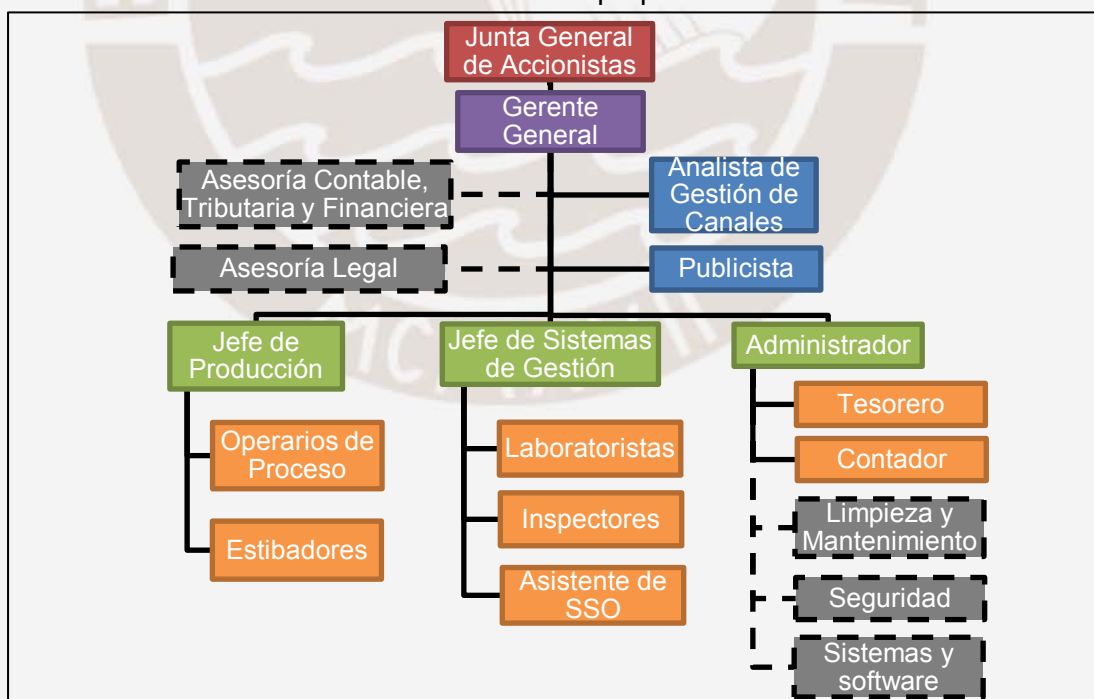 Junta General
de Accionistas
Gerente
General
Asesoría Contable,
Tributaria y Financiera
Analista de
Gestión de
Canales
Asesoría Legal
Publicista
Jefe de
Producción
Jefe de Sistemas
de Gestión
Administrador
Operarios de
Proceso
Estibadores
Laboratoristas
Inspectores
Asistente de
SSO
Tesorero
Contador
Limpieza y
Mantenimiento
Seguridad
Sistemas y
software